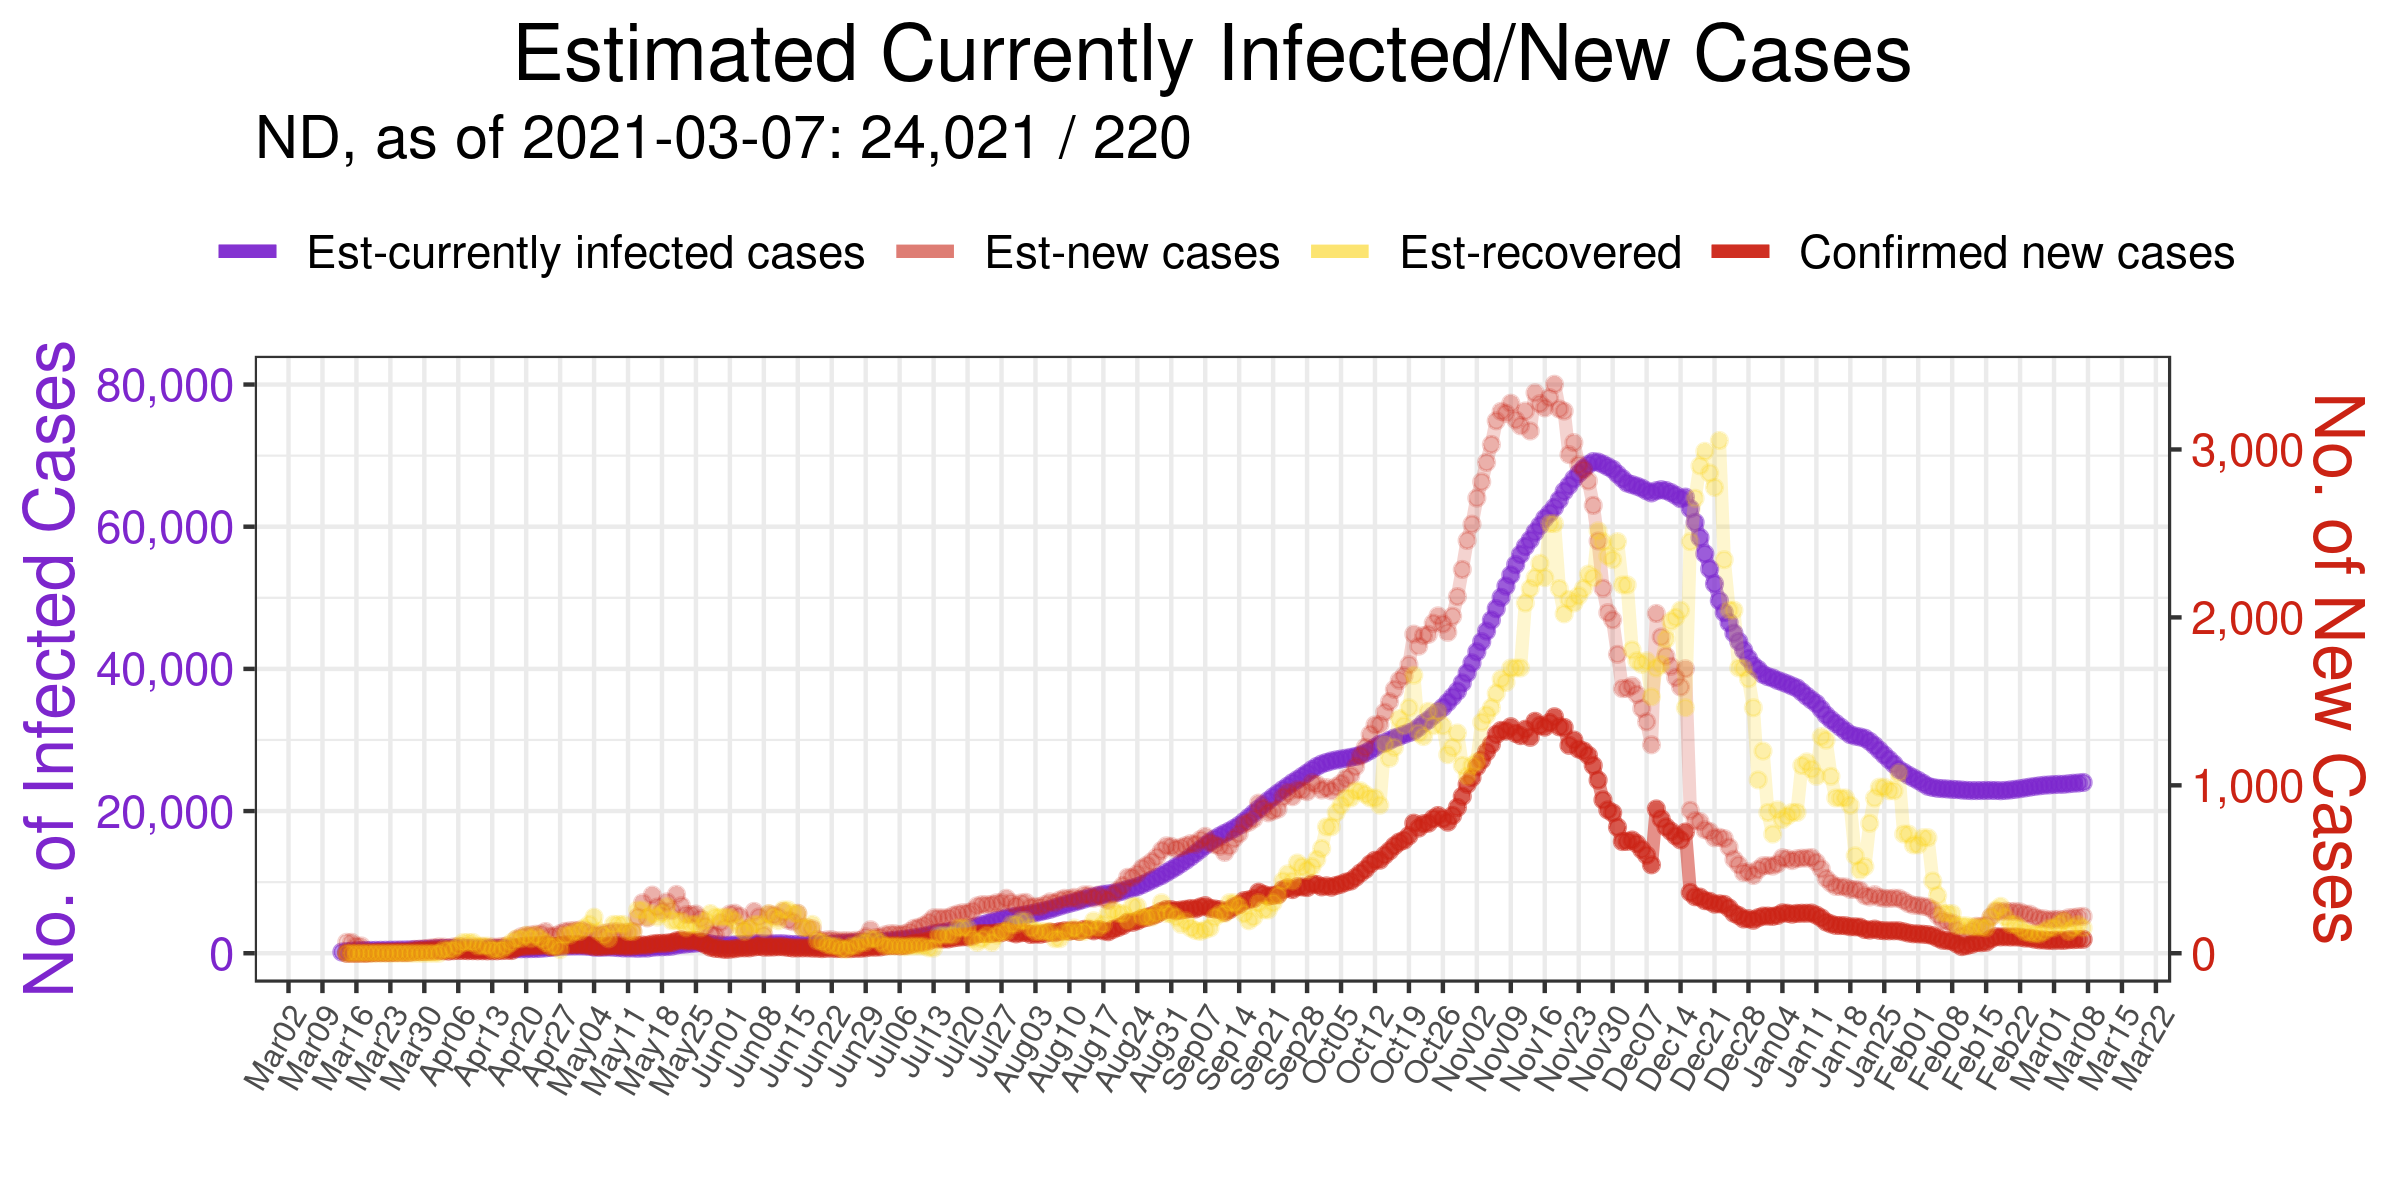 Estimated Currently Infected/New Cases
ND, as of 2021-03-07: 24,021 / 220
Est-currently infected cases Est-new cases Est-recovered Confirmed new cases
No. of Infected Cases
80,000
60,000
40,000
20,000
0
3,000
2,000
1,000
0
No. of New Cases
Mar02 Mar09 Mar16 Mar23 Mar30 Apr06 Apr13 Apr20 Apr27 May04 May11 May18 May25 Jun01 Jun08 Jun15 Jun22 Jun29 Jul06 Jul13 Jul20 Jul27 Aug03 Aug10 Aug17 Aug24 Aug31 Sep07 Sep14 Sep21 Sep28 Oct05 Oct12 Oct19 Oct26 Nov02 Nov09 Nov16 Nov23 Nov30 Dec07 Dec14 Dec21 Dec28 Jan04 Jan11 Jan18 Jan25 Feb01 Feb08 Feb15 Feb22 Mar01 Mar08 Mar15 Mar22